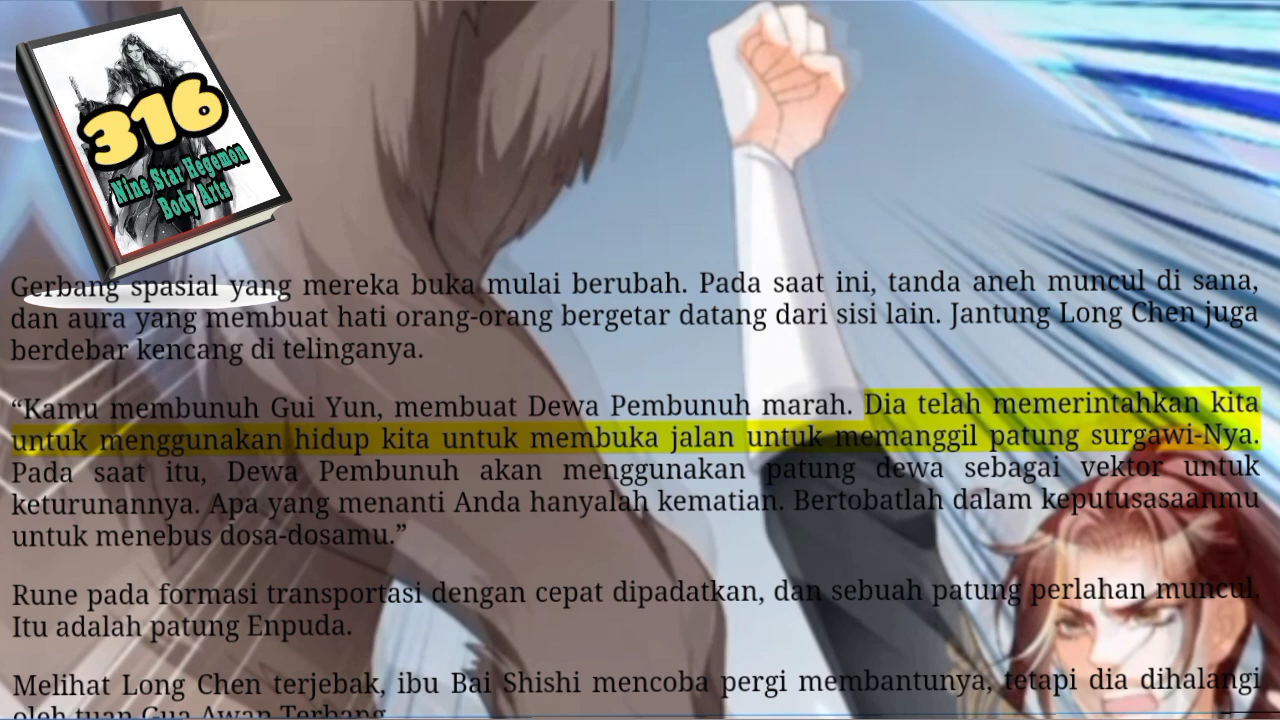 316
Nine Star Hegemon
Body Arts
Gerbang spasial yang mereka buka mulai berubah. Pada saat ini, tanda aneh muncul di sana,
dan aura yang membuat hati orang-orang bergetar datang dari sisi lain. Jantung Long Chen juga
berdebar kencang di telinganya.
“Kamu membunuh Gui Yun, membuat Dewa Pembunuh marah. Dia telah memerintahkan kita
untuk menggunakan hidup kita untuk membuka jalan untuk memanggil patung surgawi-Nya.
Pada saat itu, Dewa Pembunuh akan menggunakan patung dewa sebagai vektor untuk
keturunannya. Apa yang menanti Anda hanyalah kematian. Bertobatlah dalam keputusasaanmu
untuk menebus dosa-dosamu.”
Rune pada formasi transportasi dengan cepat dipadatkan, dan sebuah patung perlahan muncul.
Itu adalah patung Enpuda.
Melihat Long Chen terjebak, ibu Bai Shishi mencoba pergi membantunya, tetapi dia dihalangi
oleh tuan Gua Awan Terbang.